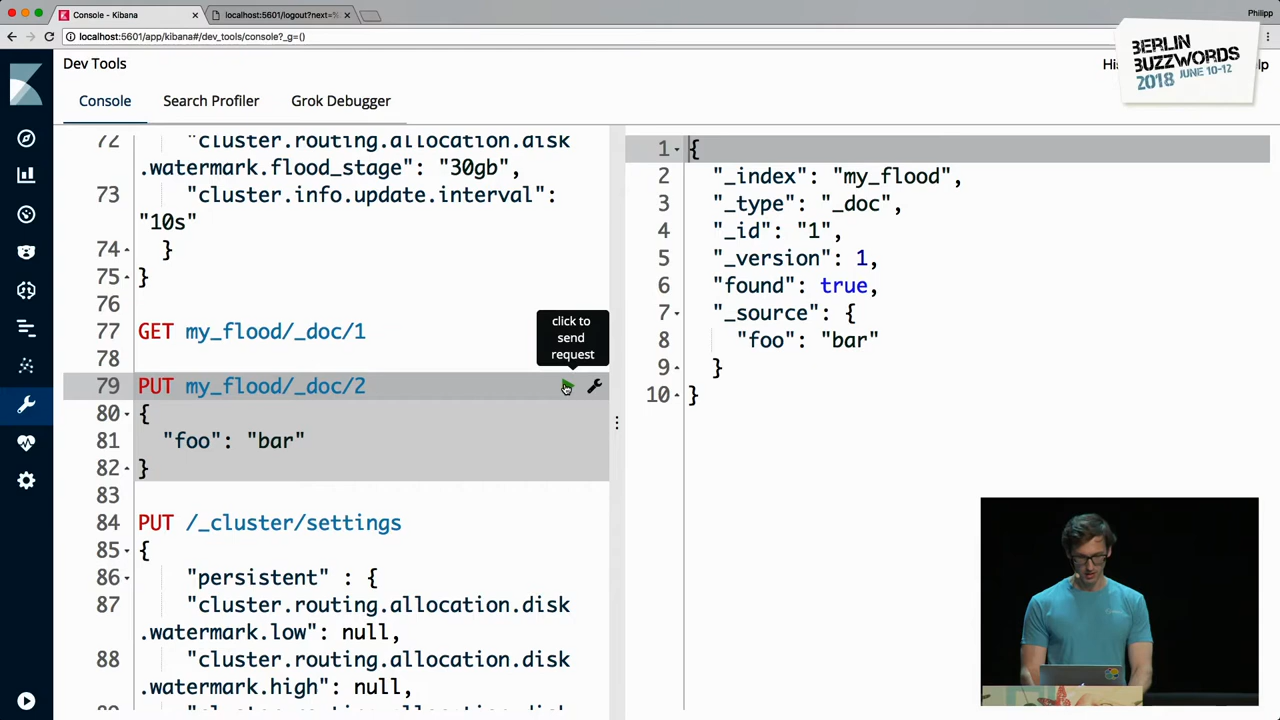 Console - Kibana
localhost:5601/logout?next=%
Philipp
localhost:5601/app/kibana#/dev_tools/console?_g=()
Dev Tools
BERLIN
BUZZWORDS
2018 JUNE 10-12
Console
Search Profiler
Grok Debugger
72 "cluster.routing.allocation.disk
.watermark.flood_stage": "30gb",
73 "cluster.info.update.interval":
"10s"
74 }
75 }
76
77 GET my_flood/_doc/1
78
79 PUT my_flood/_doc/2
80 {
81 "foo": "bar"
82 }
83
84 PUT /_cluster/settings
85 {
86 "persistent" : {
87 "cluster.routing.allocation.disk
.watermark.low": null,
88 "cluster.routing.allocation.disk
.watermark.high": null,
click to
send
request
1 {
2 "_index": "my_flood",
3 "_type": "_doc",
4 "_id": "1",
5 "_version": 1,
6 "found": true,
7 "_source": {
8 "foo": "bar"
9 }
10 }